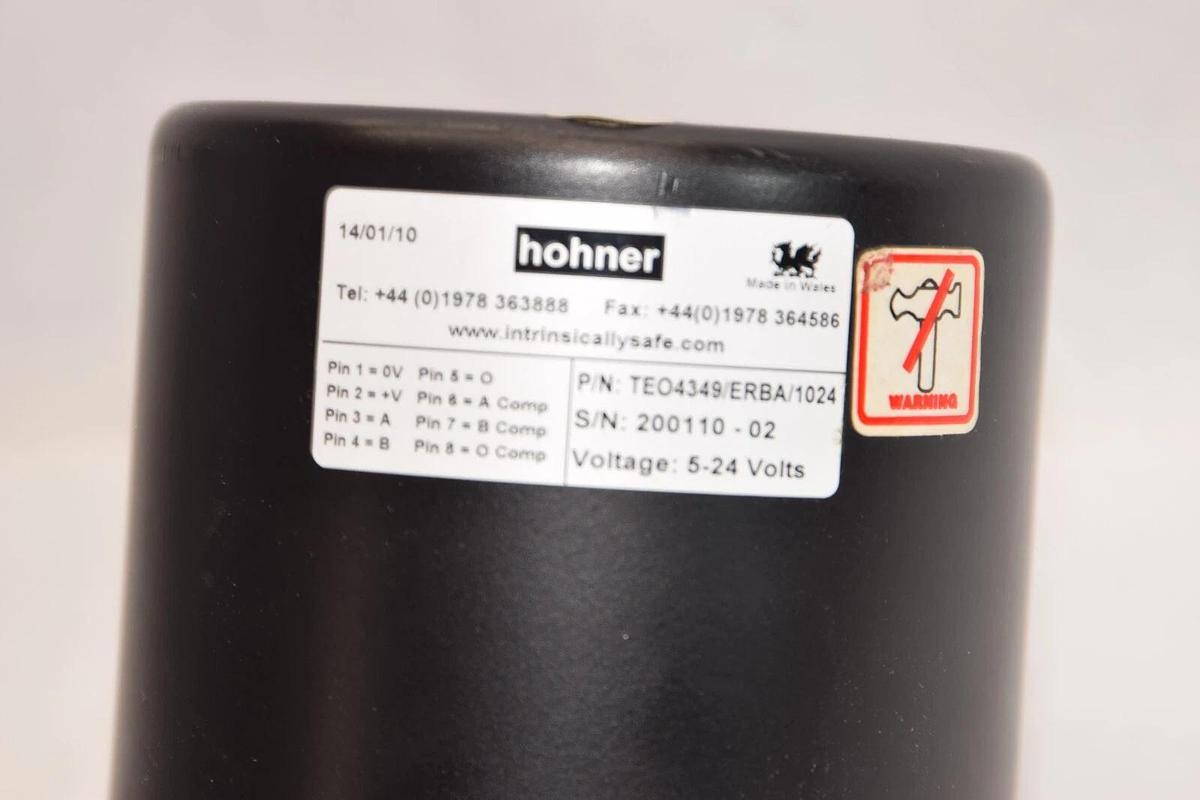 14/01/10
hohner
Made in Wales
Tel: +44 (0)1978 363888 Fax: +44(0)1978 364586
www.intrinsicallysafe.com
Pin 1 = 0V Pin 5 = O
Pin 2 = +V Pin 6 = A Comp
Pin 3 = A Pin 7 = B Comp
Pin 4 = B Pin 8 = O Comp
P/N: TEO4349/ERBA/1024
S/N: 200110 - 02
Voltage: 5-24 Volts
WARNING